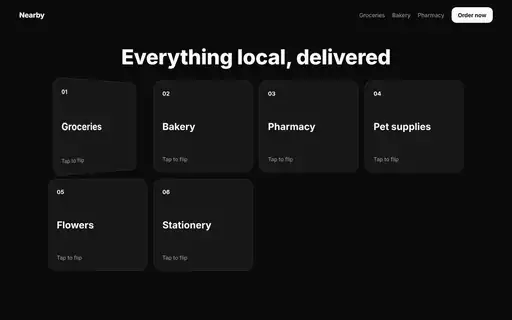 Nearby
Groceries Bakery Pharmacy Order now
Everything local, delivered
01
Groceries
Tap to flip
02
Bakery
Tap to flip
03
Pharmacy
Tap to flip
04
Pet supplies
Tap to flip
05
Flowers
Tap to flip
06
Stationery
Tap to flip